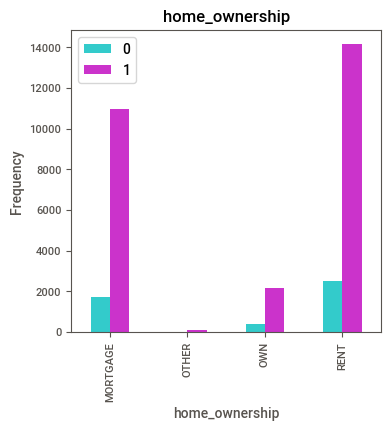 home_ownership
0
1
14000
12000
10000
8000
6000
4000
2000
0
Frequency
MORTGAGE
OTHER
OWN
RENT
home_ownership